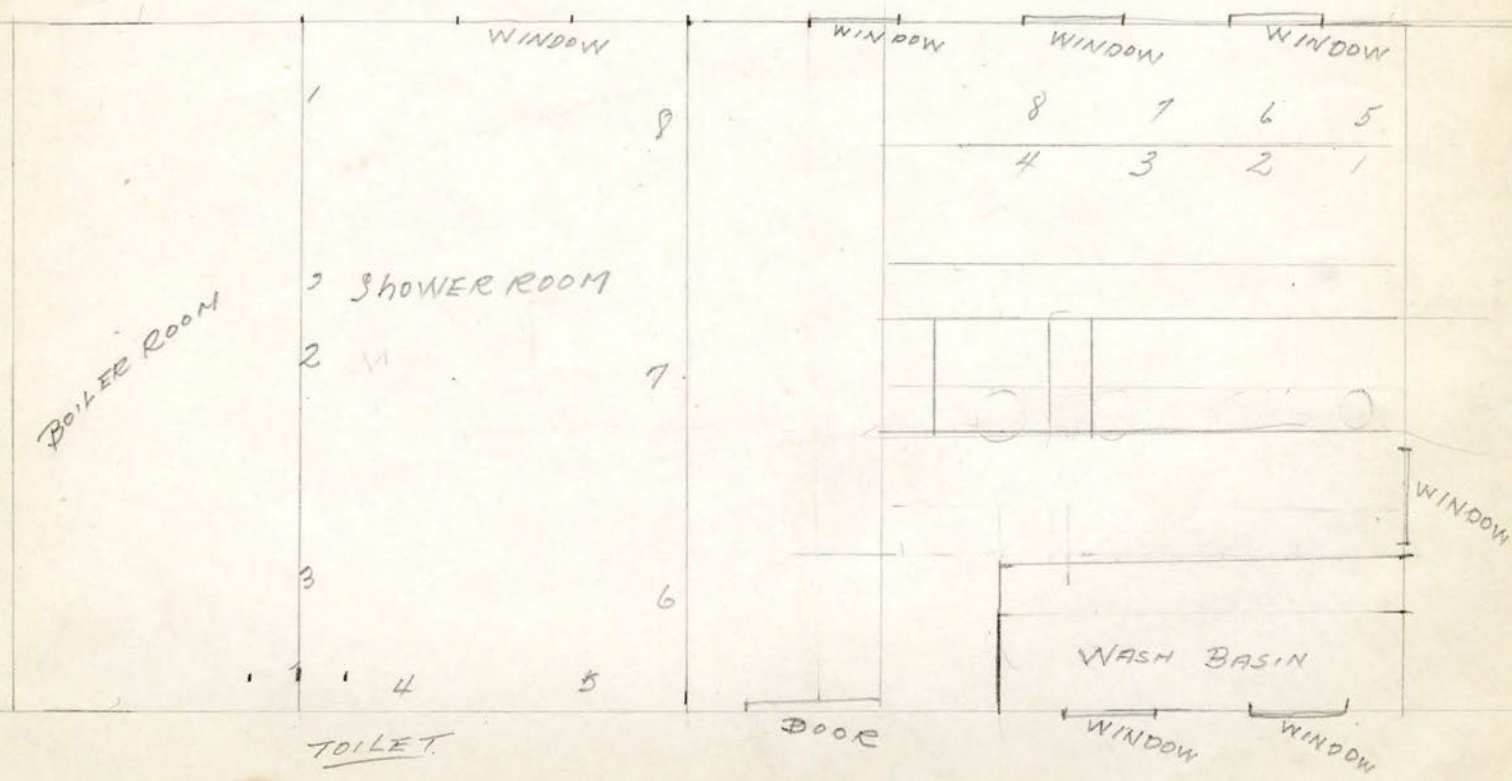 WINDOW
WINDOW
WINDOW
WINDOW
1
8
8 7 6 5
4 3 2 1
SHOWER ROOM
BOILER ROOM
2
7
WINDOW
3
6
WASH BASIN
4 5
TOILET.
DOOR
WINDOW
WINDOW